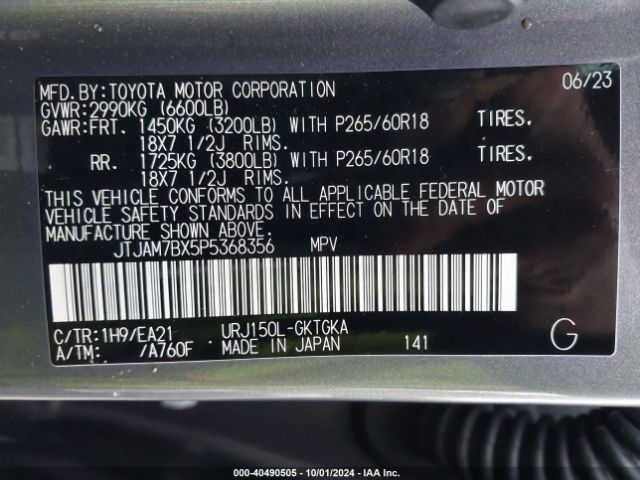 MFD.BY:TOYOTA MOTOR CORPORATION 06/23
GVWR:2990KG (6600LB)
GAWR:FRT. 1450KG (3200LB) WITH P265/60R18 TIRES.
18X7 1/2J RIMS.
RR. 1725KG (3800LB) WITH P265/60R18 TIRES.
18X7 1/2J RIMS.
THIS VEHICLE CONFORMS TO ALL APPLICABLE FEDERAL MOTOR
VEHICLE SAFETY STANDARDS IN EFFECT ON THE DATE OF
MANUFACTURE SHOWN ABOVE.
JTJAM7BX5P5368356 MPV
C/TR:1H9/EA21 URJ150L-GKTGKA
A/TM: /A760F MADE IN JAPAN 141 G
000-40490505 - 10/01/2024 - IAA Inc.